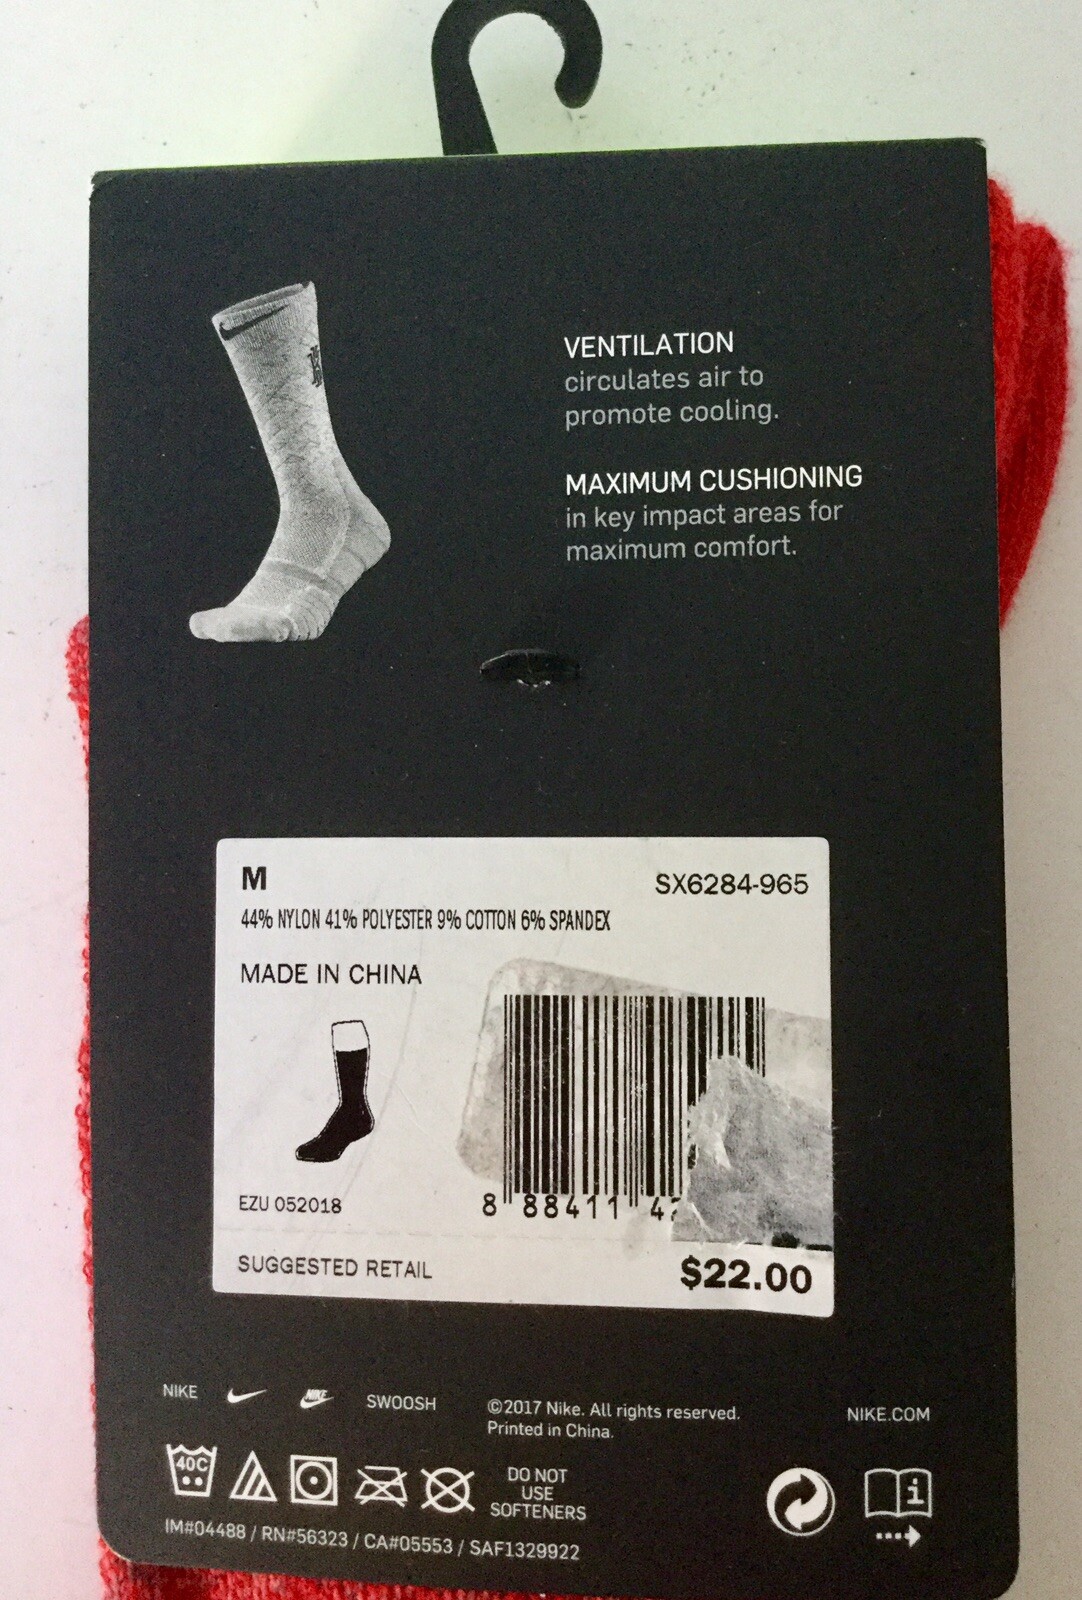 VENTILATION
circulates air to
promote cooling.
MAXIMUM CUSHIONING
in key impact areas for
maximum comfort.
M
SX6284-965
44% NYLON 41% POLYESTER 9% COTTON 6% SPANDEX
MADE IN CHINA
EZU 052018
8 88411 4
SUGGESTED RETAIL
$22.00
NIKE
NIKE
SWOOSH
©2017 Nike. All rights reserved.
Printed in China.
NIKE.COM
40C
DO NOT
USE
SOFTENERS
i
IM#04488 / RN#56323 / CA#05553 / SAF1329922